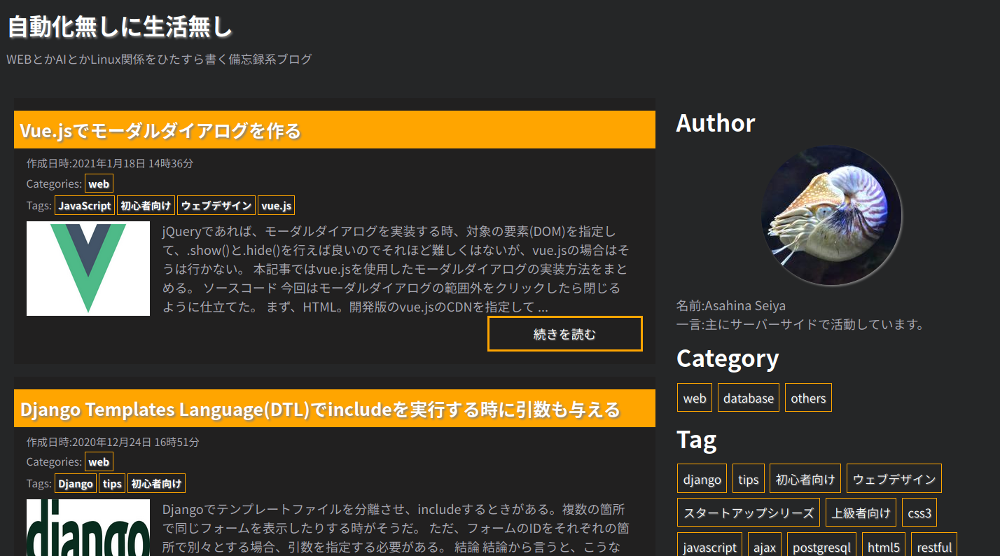 自動化無しに生活無し
WEBとかAIとかLinux関係をひたすら書く備忘録系ブログ
Vue.jsでモーダルダイアログを作る
作成日時:2021年1月18日 14時36分
Categories: web
Tags: JavaScript 初心者向け ウェブデザイン vue.js
jQueryであれば、モーダルダイアログを実装する時、対象の要素(DOM)を指定し
て、.show()と.hide()を行えば良いのでそれほど難しくはないが、vue.jsの場合はそ
うは行かない。 本記事ではvue.jsを使用したモーダルダイアログの実装方法をまと
める。 ソースコード 今回はモーダルダイアログの範囲外をクリックしたら閉じる
ように仕立てた。 まず、HTML。開発版のvue.jsのCDNを指定して ...
続きを読む
Django Templates Language(DTL)でincludeを実行する時に引数も与える
作成日時:2020年12月24日 16時51分
Categories: web
Tags: Django tips 初心者向け
django
Djangoでテンプレートファイルを分離させ、includeするときがある。複数の箇所
で同じフォームを表示したりする時がそうだ。 ただ、フォームのIDをそれぞれの箇
所で別々とする場合、引数を指定する必要がある。 結論 結論から言うと、こうな
Author
名前:Asahina Seiya
一言:主にサーバーサイドで活動しています。
Category
web database others
Tag
django tips 初心者向け ウェブデザイン
スタートアップシリーズ 上級者向け css3
javascript ajax postgresql html5 restful